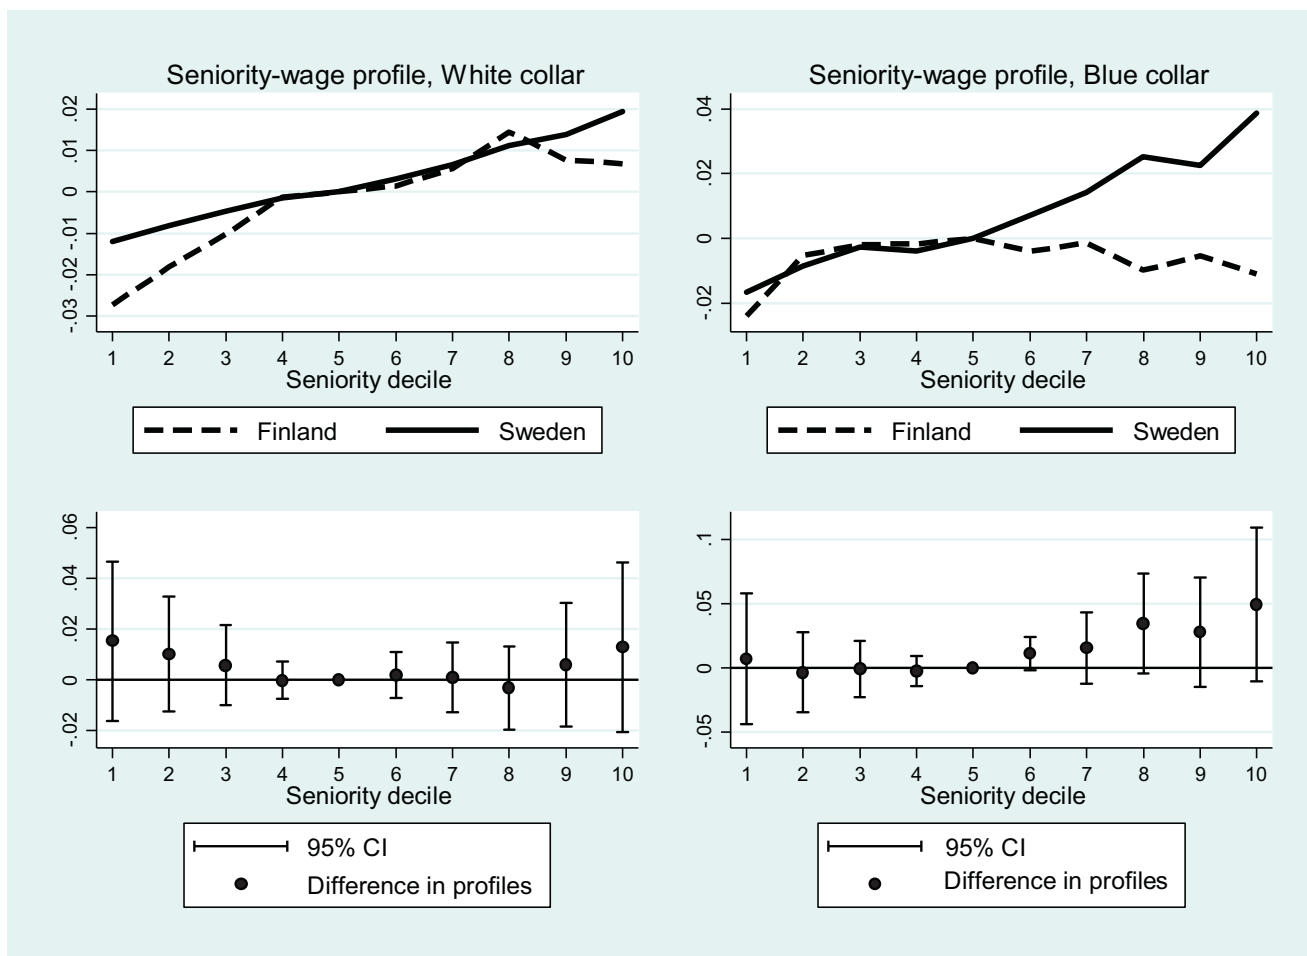 Seniority-wage profile, White collar
.02
.01
0
-.01
-.02
-.03
1 2 3 4 5 6 7 8 9 10
Seniority decile
Finland Sweden
Seniority-wage profile, Blue collar
.04
.02
0
-.02
1 2 3 4 5 6 7 8 9 10
Seniority decile
Finland Sweden
.06
.04
.02
0
-.02
1 2 3 4 5 6 7 8 9 10
Seniority decile
95% CI
Difference in profiles
.1
.05
0
-.05
1 2 3 4 5 6 7 8 9 10
Seniority decile
95% CI
Difference in profiles